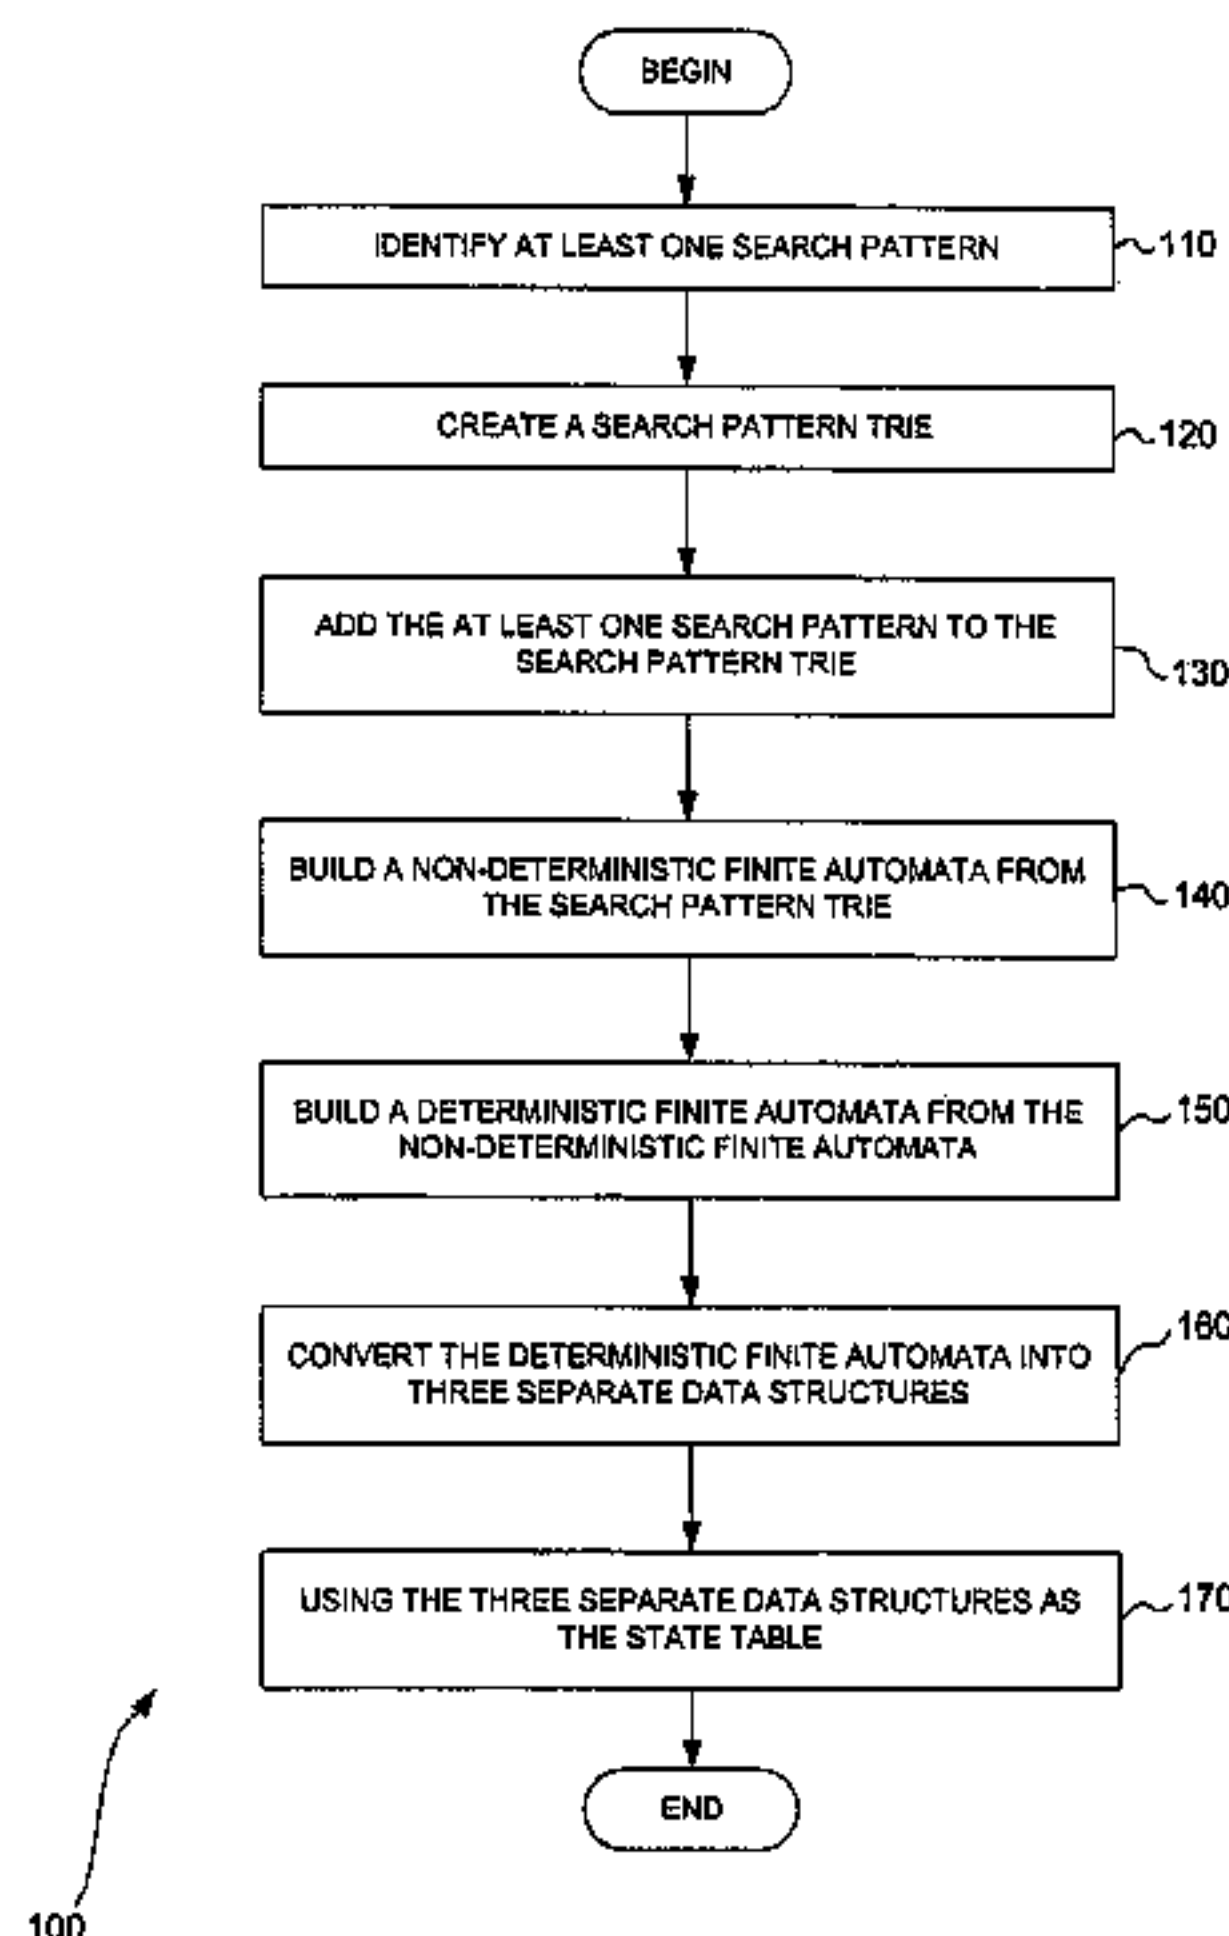 BEGIN
IDENTIFY AT LEAST ONE SEARCH PATTERN
110
CREATE A SEARCH PATTERN TRIE
120
ADD THE AT LEAST ONE SEARCH PATTERN TO THE
SEARCH PATTERN TRIE
130
BUILD A NON-DETERMINISTIC FINITE AUTOMATA FROM
THE SEARCH PATTERN TRIE
140
BUILD A DETERMINISTIC FINITE AUTOMATA FROM THE
NON-DETERMINISTIC FINITE AUTOMATA
150
CONVERT THE DETERMINISTIC FINITE AUTOMATA INTO
THREE SEPARATE DATA STRUCTURES
160
USING THE THREE SEPARATE DATA STRUCTURES AS
THE STATE TABLE
170
END
100